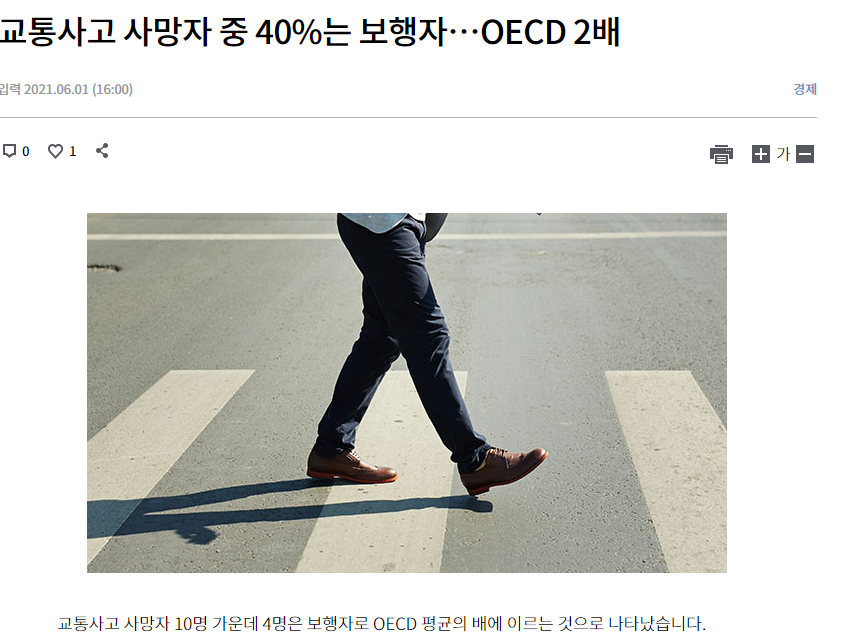 교통사고 사망자 중 40%는 보행자…OECD 2배
입력 2021.06.01 (16:00)
경제
0
1
가
교통사고 사망자 10명 가운데 4명은 보행자로 OECD 평균의 배에 이르는 것으로 나타났습니다.